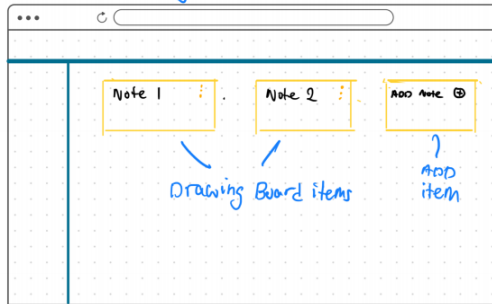 Note 1
Note 2
ADD Note
Drawing Board items
ADD
item